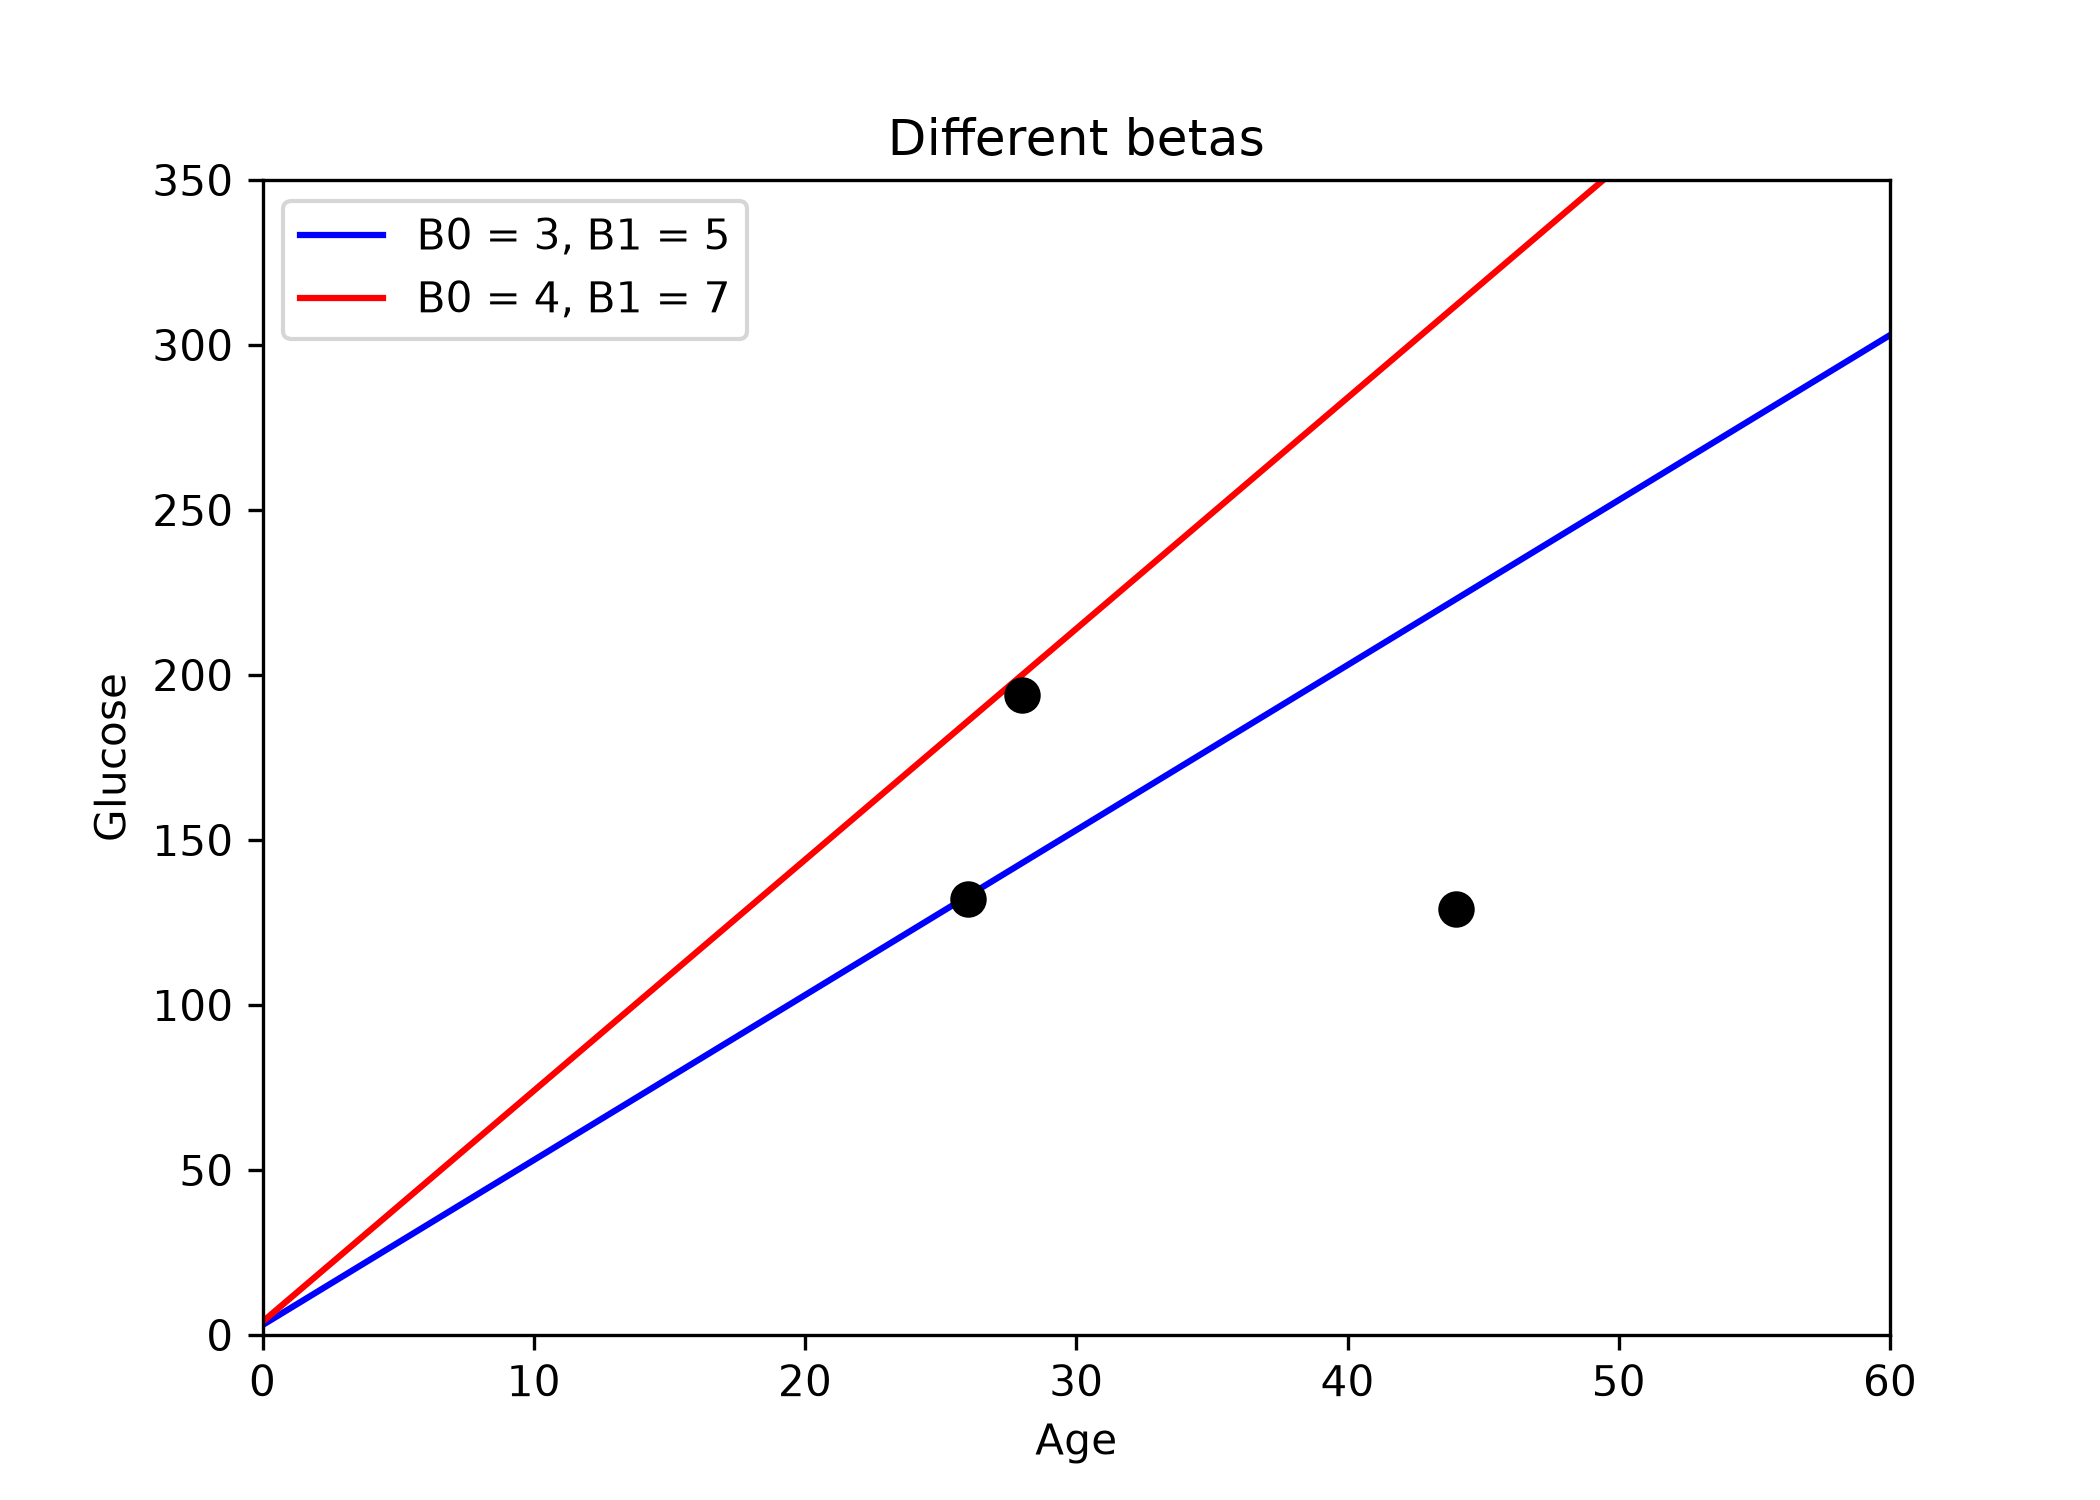 Different betas
B0 = 3, B1 = 5
B0 = 4, B1 = 7
350
300
250
200
150
100
50
0
Glucose
0 10 20 30 40 50 60
Age